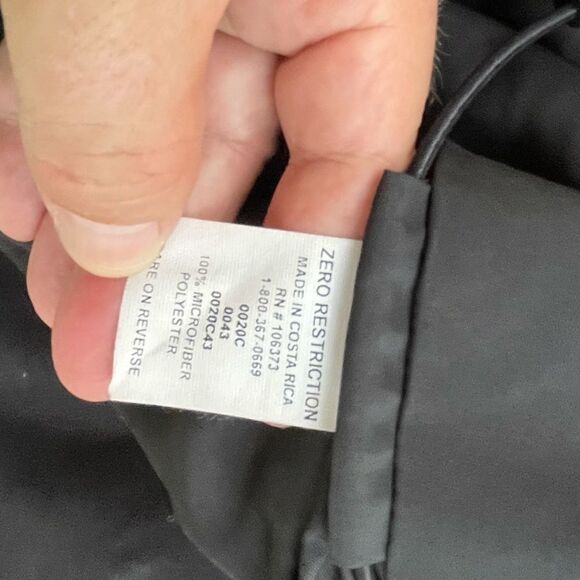 ZERO RESTRICTION
MADE IN COSTA RICA
RN # 106373
1-800-367-0669
0020C
0043
0020C43
100% MICROFIBER
POLYESTER
ON REVERSE